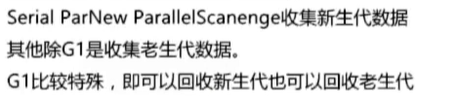 Serial ParNew ParallelScanenge收集新生代数据
其他除G1是收集老生代数据。
G1比较特殊，即可以回收新生代也可以回收老生代